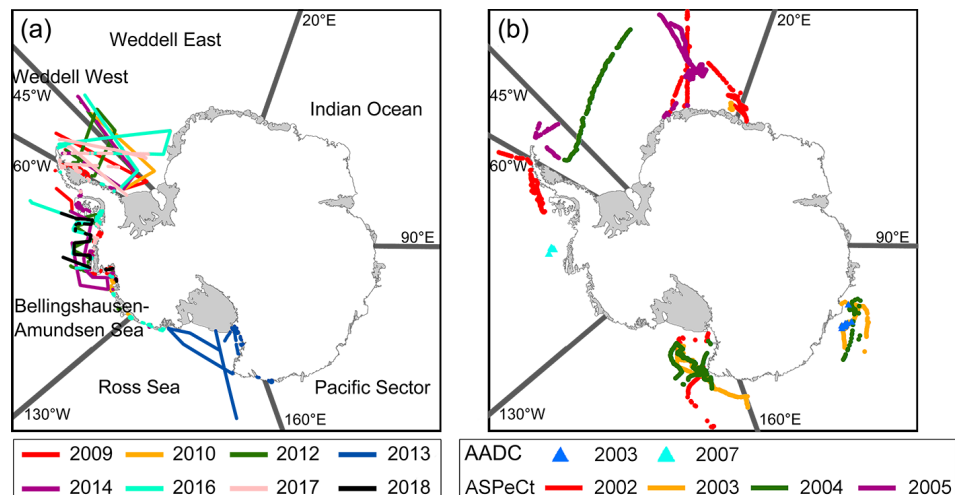 (a)
Weddell East
20°E
Weddell West
45°W
Indian Ocean
60°W
90°E
Bellingshausen-
Amundsen Sea
Ross Sea
Pacific Sector
130°W
160°E
2009 2010 2012 2013
2014 2016 2017 2018
(b)
20°E
45°W
60°W
90°E
130°W
160°E
AADC 2003 2007
ASPeCt 2002 2003 2004 2005